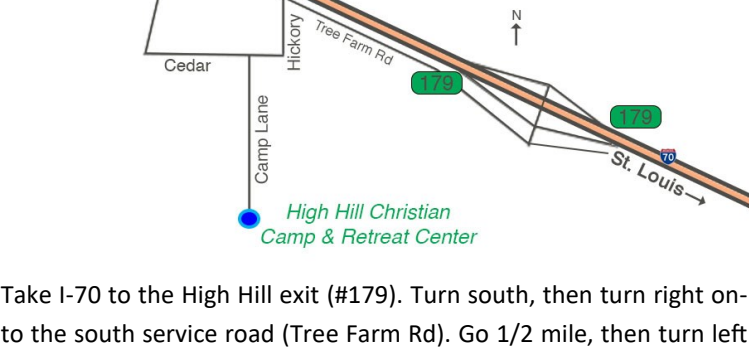 N
Hickory
Tree Farm Rd
Cedar
179
179
Camp Lane
70
St. Louis→
High Hill Christian
Camp & Retreat Center
Take I-70 to the High Hill exit (#179). Turn south, then turn right on-
to the south service road (Tree Farm Rd). Go 1/2 mile, then turn left